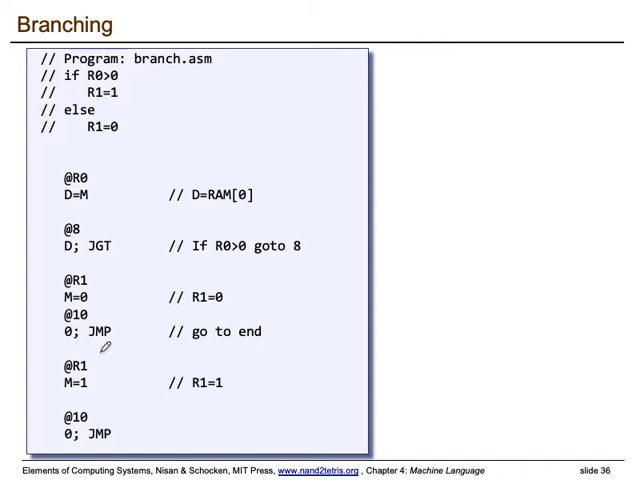 Branching
// Program: branch.asm
// if R0>0
//    R1=1
// else
//    R1=0
@R0
D=M // D=RAM[0]
@8
D; JGT // If R0>0 goto 8
@R1
M=0 // R1=0
@10
0; JMP // go to end
@R1
M=1 // R1=1
@10
0; JMP
Elements of Computing Systems, Nisan & Schocken, MIT Press, www.nand2tetris.org , Chapter 4: Machine Language slide 36